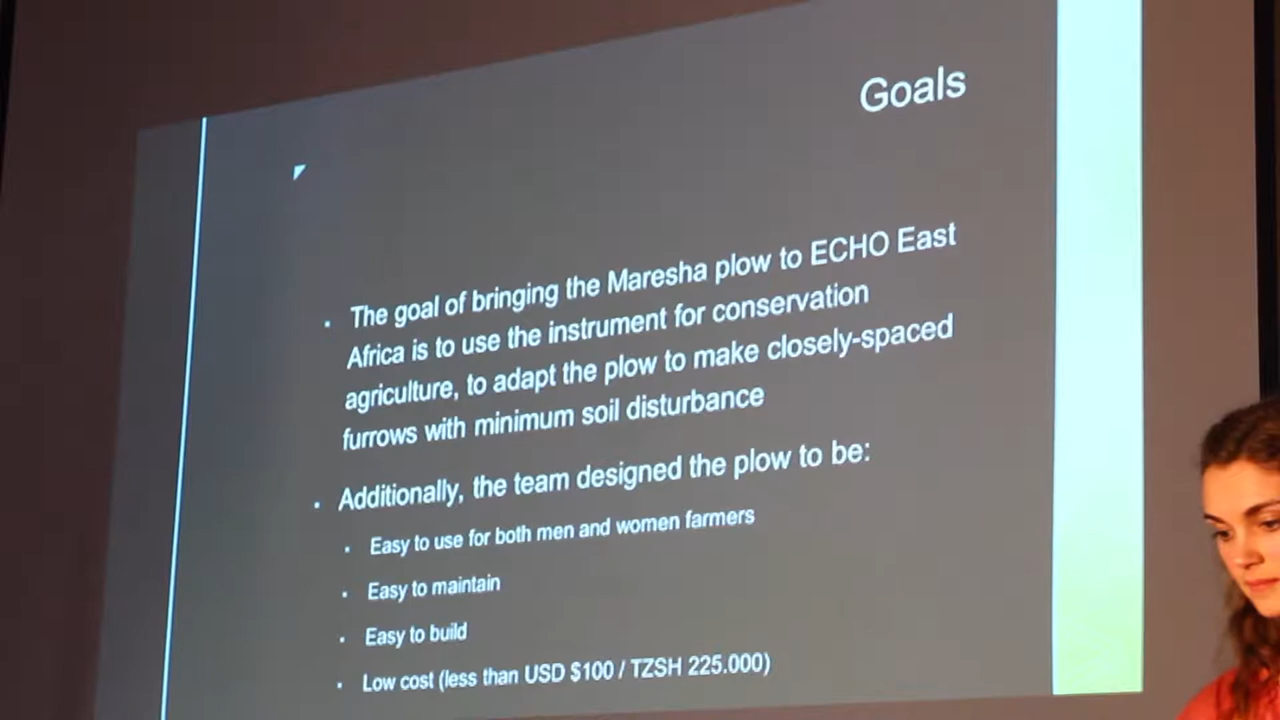 Goals
▪ The goal of bringing the Maresha plow to ECHO East
Africa is to use the instrument for conservation
agriculture, to adapt the plow to make closely-spaced
furrows with minimum soil disturbance
▪ Additionally, the team designed the plow to be:
▪ Easy to use for both men and women farmers
▪ Easy to maintain
▪ Easy to build
▪ Low cost (less than USD $100 / TZSH 225.000)